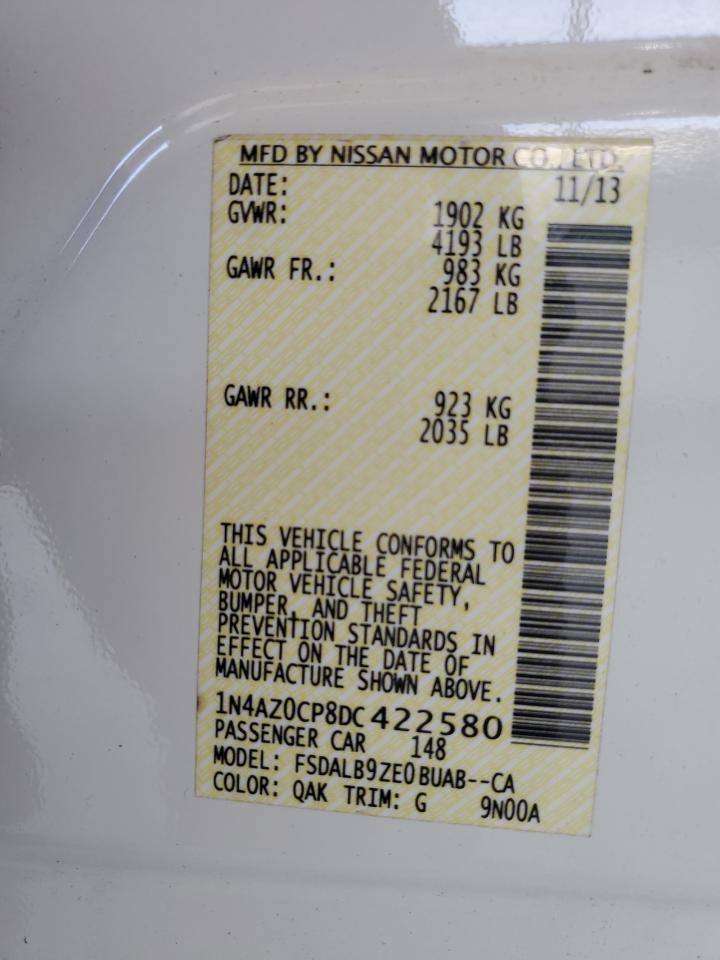 MFD BY NISSAN MOTOR CO., LTD.
DATE: 11/13
GVWR: 1902 KG
4193 LB
GAWR FR.: 983 KG
2167 LB
GAWR RR.: 923 KG
2035 LB
THIS VEHICLE CONFORMS TO
ALL APPLICABLE FEDERAL
MOTOR VEHICLE SAFETY,
BUMPER, AND THEFT
PREVENTION STANDARDS IN
EFFECT ON THE DATE OF
MANUFACTURE SHOWN ABOVE.
1N4AZ0CP8DC422580
PASSENGER CAR 148
MODEL: FSDALB9ZE0BUAB--CA
COLOR: QAK TRIM: G 9N00A